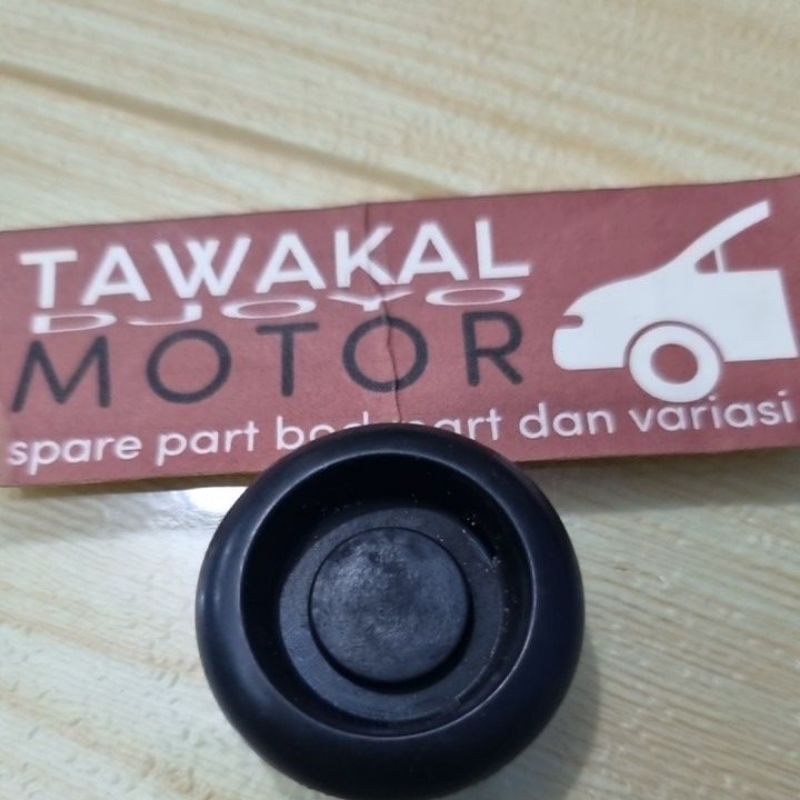 TAWAKAL
DJOYO
MOTOR
spare part dan variasi